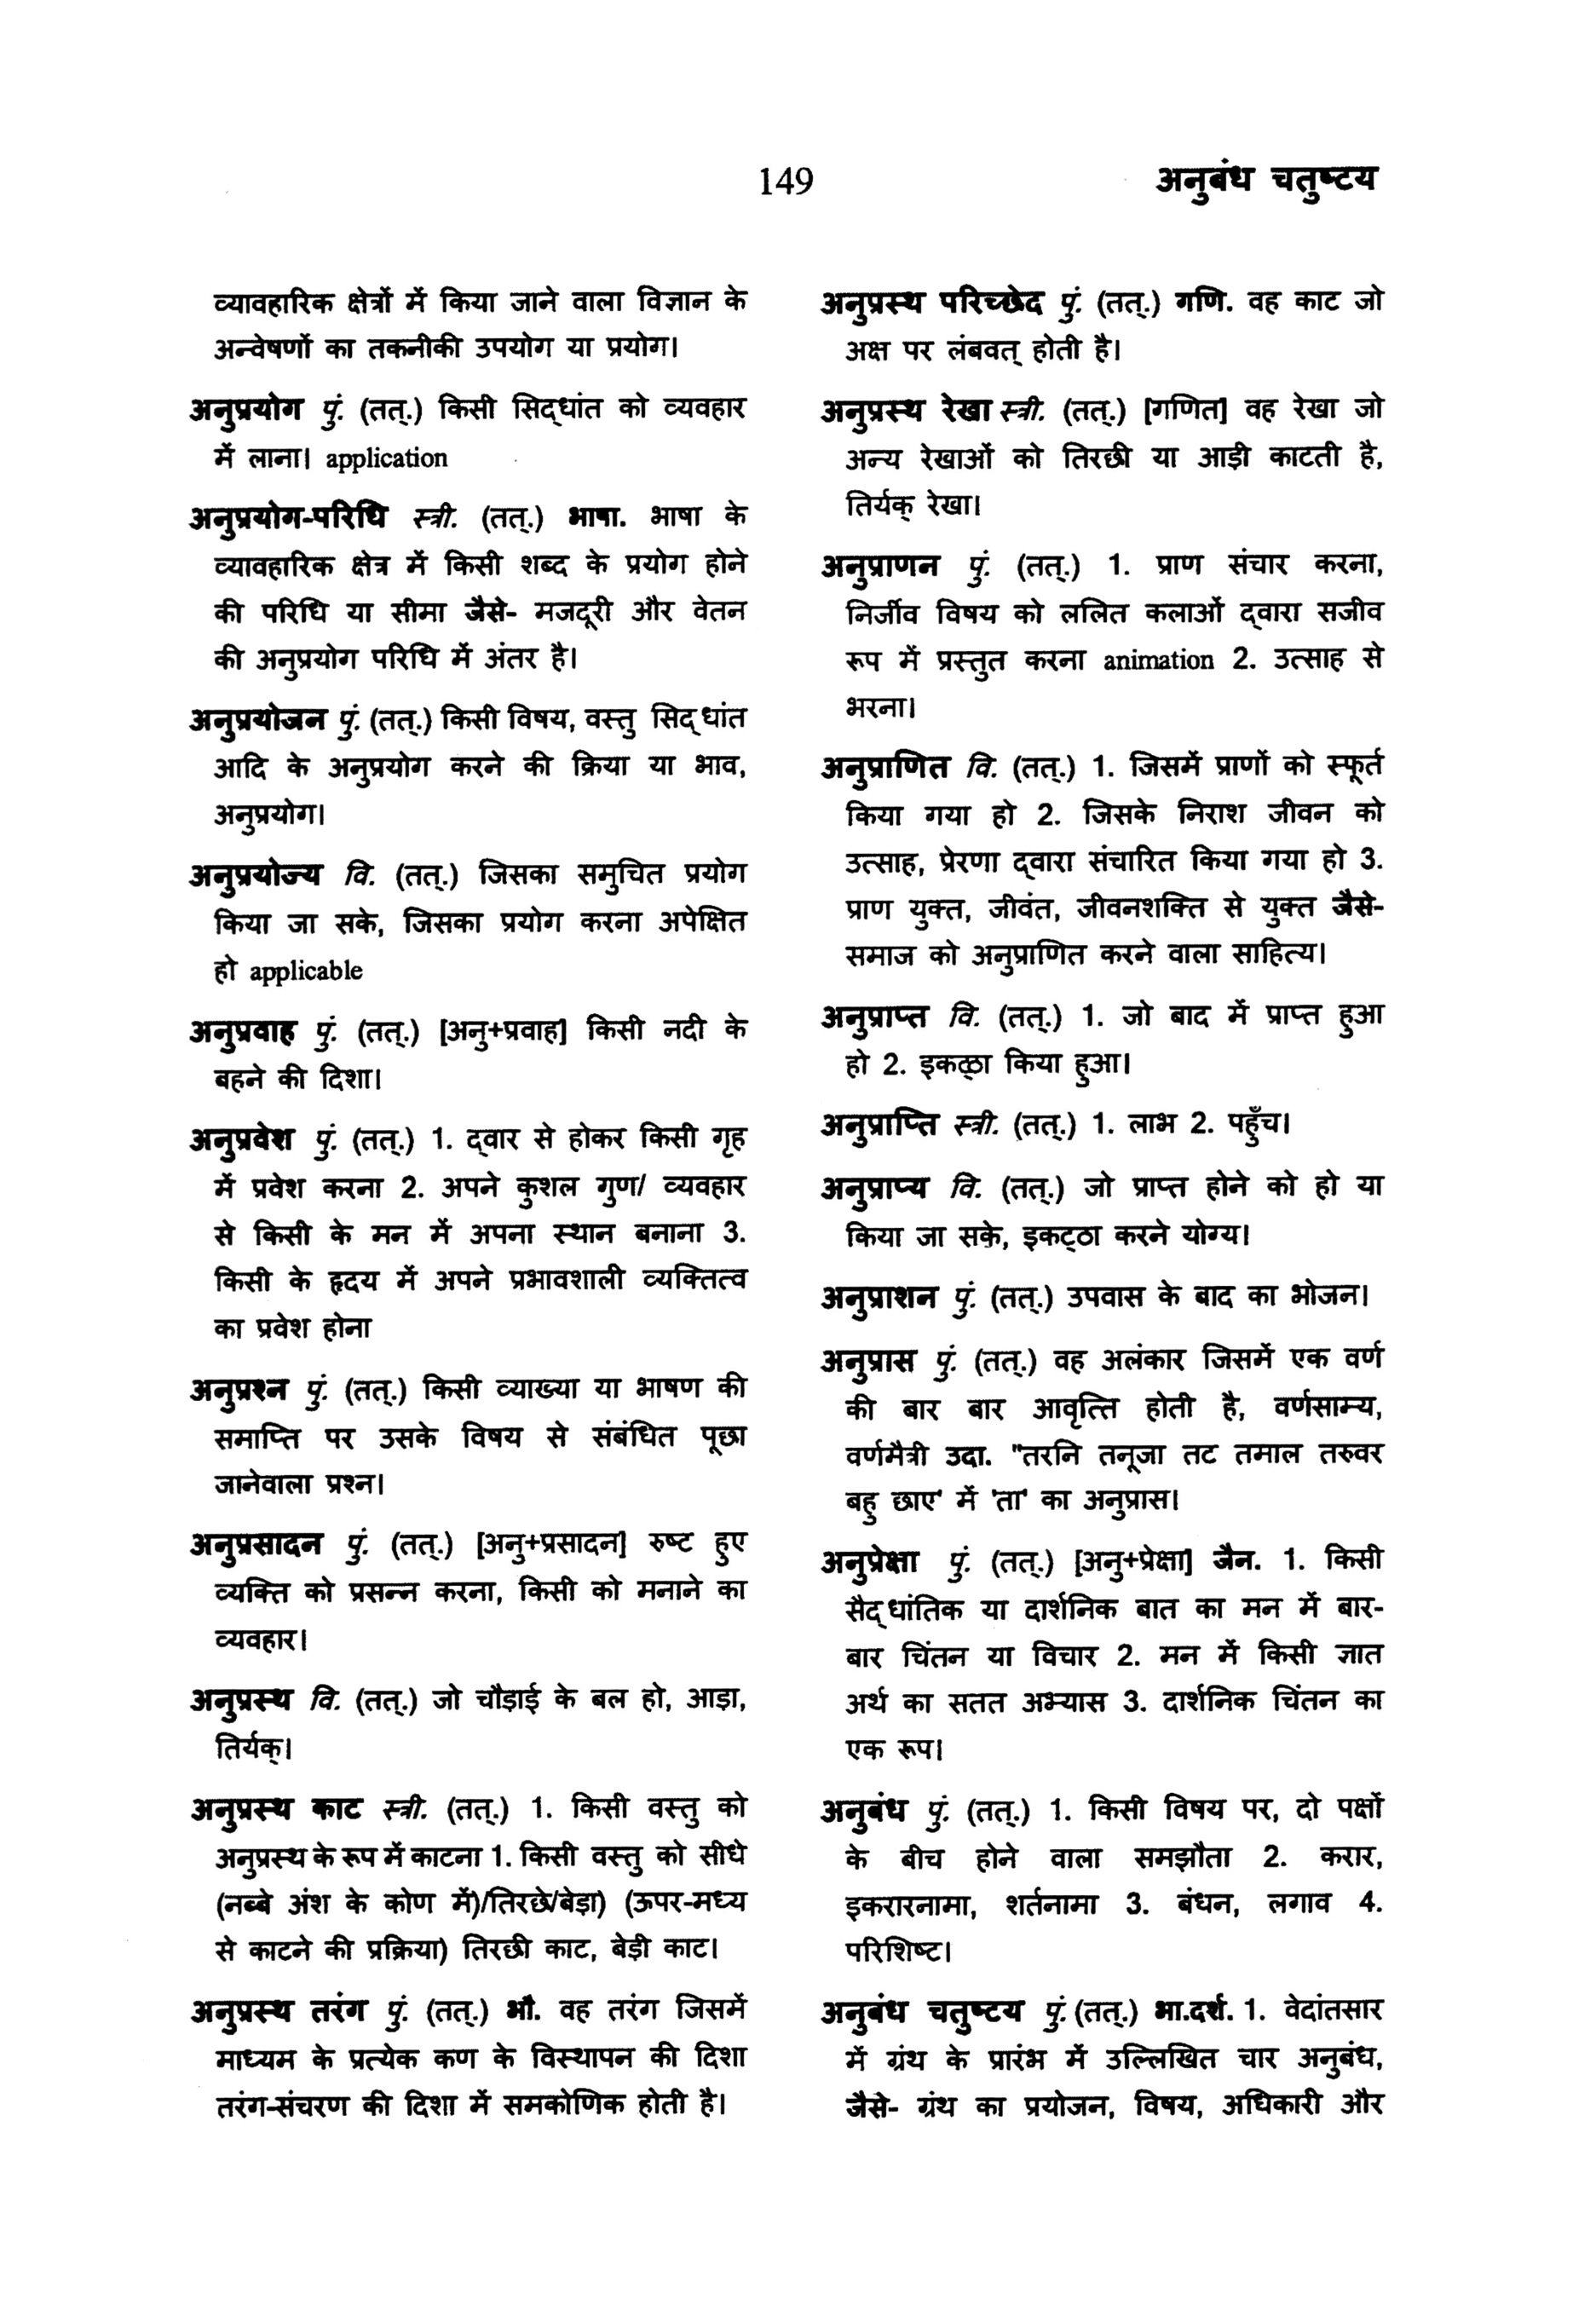 149
अनुबंध चतुष्टय
व्यावहारिक क्षेत्रों में किया जाने वाला विज्ञान के
अन्वेषणों का तकनीकी उपयोग या प्रयोग।
अनुप्रयोग पुं. (तत्.) किसी सिद्धांत को व्यवहार
में लाना। application
अनुप्रयोग-परिधि स्त्री. (तत्.) भाषा. भाषा के
व्यावहारिक क्षेत्र में किसी शब्द के प्रयोग होने
की परिधि या सीमा जैसे- मजदूरी और वेतन
की अनुप्रयोग परिधि में अंतर है।
अनुप्रयोजन पुं. (तत्.) किसी विषय, वस्तु सिद्धांत
आदि के अनुप्रयोग करने की क्रिया या भाव,
अनुप्रयोग।
अनुप्रयोज्य वि. (तत्.) जिसका समुचित प्रयोग
किया जा सके, जिसका प्रयोग करना अपेक्षित
हो applicable
अनुप्रवाह पुं. (तत्.) [अनु+प्रवाह] किसी नदी के
बहने की दिशा।
अनुप्रवेश पुं. (तत्.) 1. द्वार से होकर किसी गृह
में प्रवेश करना 2. अपने कुशल गुण/ व्यवहार
से किसी के मन में अपना स्थान बनाना 3.
किसी के हृदय में अपने प्रभावशाली व्यक्तित्व
का प्रवेश होना
अनुप्रश्न पुं. (तत्.) किसी व्याख्या या भाषण की
समाप्ति पर उसके विषय से संबंधित पूछा
जानेवाला प्रश्न।
अनुप्रसादन पुं. (तत्.) [अनु+प्रसादन] रुष्ट हुए
व्यक्ति को प्रसन्न करना, किसी को मनाने का
व्यवहार।
अनुप्रस्थ वि. (तत्.) जो चौड़ाई के बल हो, आड़ा,
तिर्यक्।
अनुप्रस्थ काट स्त्री. (तत्.) 1. किसी वस्तु को
अनुप्रस्थ के रूप में काटना 1. किसी वस्तु को सीधे
(नब्बे अंश के कोण में)/तिरछे/बेड़ा) (ऊपर-मध्य
से काटने की प्रक्रिया) तिरछी काट, बेड़ी काट।
अनुप्रस्थ तरंग पुं. (तत्.) भौ. वह तरंग जिसमें
माध्यम के प्रत्येक कण के विस्थापन की दिशा
तरंग-संचरण की दिशा में समकोणिक होती है।
अनुप्रस्थ परिच्छेद पुं. (तत्.) गणि. वह काट जो
अक्ष पर लंबवत् होती है।
अनुप्रस्थ रेखा स्त्री. (तत्.) [गणित] वह रेखा जो
अन्य रेखाओं को तिरछी या आड़ी काटती है,
तिर्यक् रेखा।
अनुप्राणन पुं. (तत्.) 1. प्राण संचार करना,
निर्जीव विषय को ललित कलाओं द्वारा सजीव
रूप में प्रस्तुत करना animation 2. उत्साह से
भरना।
अनुप्राणित वि. (तत्.) 1. जिसमें प्राणों को स्फूर्त
किया गया हो 2. जिसके निराश जीवन को
उत्साह, प्रेरणा द्वारा संचारित किया गया हो 3.
प्राण युक्त, जीवंत, जीवनशक्ति से युक्त जैसे-
समाज को अनुप्राणित करने वाला साहित्य।
अनुप्राप्त वि. (तत्.) 1. जो बाद में प्राप्त हुआ
हो 2. इकठ्ठा किया हुआ।
अनुप्राप्ति स्त्री. (तत्.) 1. लाभ 2. पहुँच।
अनुप्राप्य वि. (तत्.) जो प्राप्त होने को हो या
किया जा सके, इकट्ठा करने योग्य।
अनुप्राशन पुं. (तत्.) उपवास के बाद का भोजन।
अनुप्रास पुं. (तत्.) वह अलंकार जिसमें एक वर्ण
की बार बार आवृत्ति होती है, वर्णसाम्य,
वर्णमैत्री उदा. "तरनि तनूजा तट तमाल तरुवर
बहु छाए' में 'ता' का अनुप्रास।
अनुप्रेक्षा पुं. (तत्.) [अनु+प्रेक्षा] जैन. 1. किसी
सैद्धांतिक या दार्शनिक बात का मन में बार-
बार चिंतन या विचार 2. मन में किसी ज्ञात
अर्थ का सतत अभ्यास 3. दार्शनिक चिंतन का
एक रूप।
अनुबंध पुं. (तत्.) 1. किसी विषय पर, दो पक्षों
के बीच होने वाला समझौता 2. करार,
इकरारनामा, शर्तनामा 3. बंधन, लगाव 4.
परिशिष्ट।
अनुबंध चतुष्टय पुं. (तत्.) भा.दर्श. 1. वेदांतसार
में ग्रंथ के प्रारंभ में उल्लिखित चार अनुबंध,
जैसे- ग्रंथ का प्रयोजन, विषय, अधिकारी और